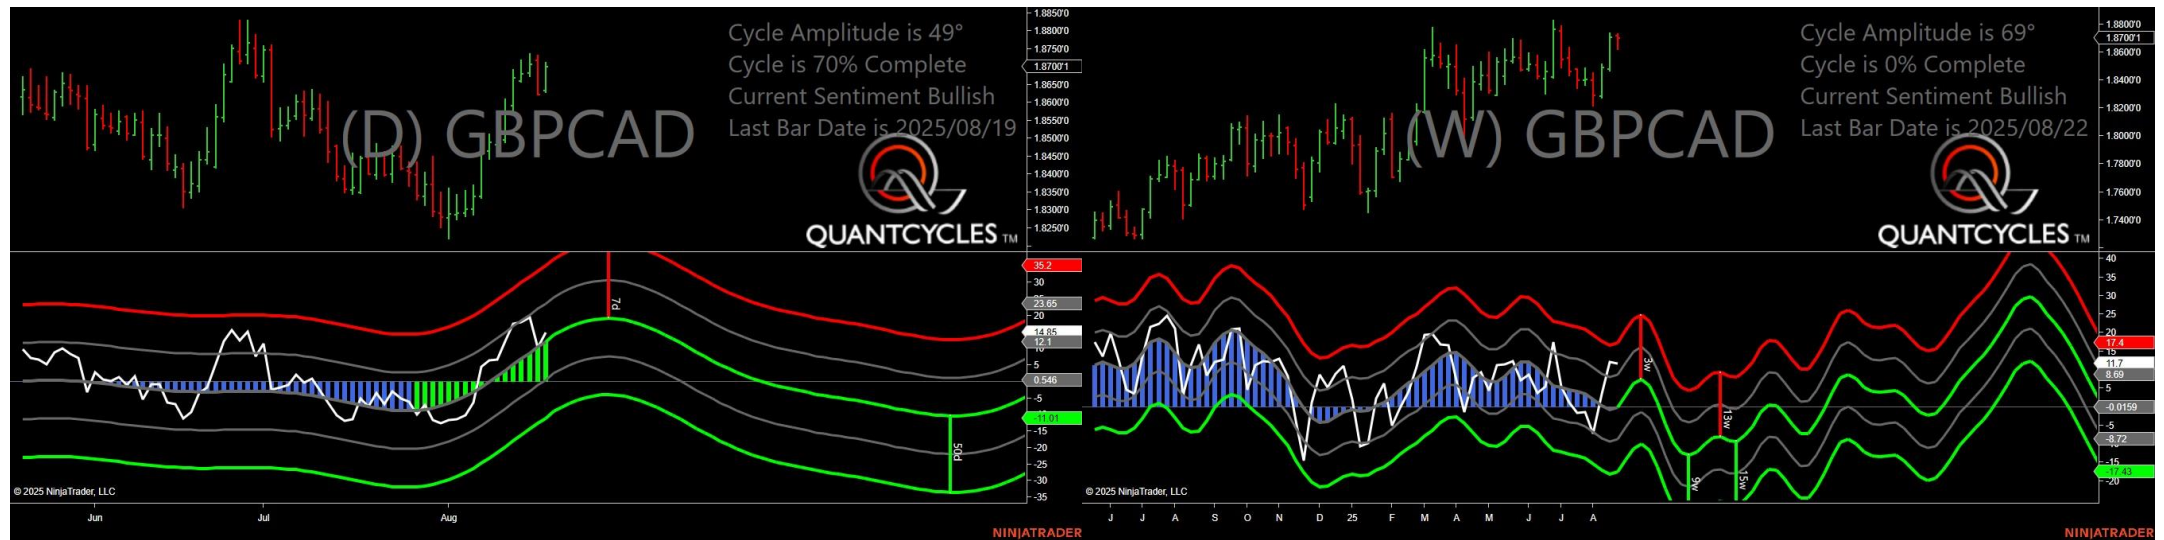 Cycle Amplitude is 49°
Cycle is 70% Complete
Current Sentiment Bullish
Last Bar Date is 2025/08/19
(D) GBPCAD
QUANTCYCLES TM
1.8850'0
1.8800'0
1.8750'0
1.8700'1
1.8650'0
1.8600'0
1.8550'0
1.8500'0
1.8450'0
1.8400'0
1.8350'0
1.8300'0
1.8250'0
35.2
30
23.65
20
14.85
12.1
5
0.546
-5
-11.01
-15
-20
-25
-30
-35
7d
50d
© 2025 NinjaTrader, LLC
Jun Jul Aug
NINJATRADER
Cycle Amplitude is 69°
Cycle is 0% Complete
Current Sentiment Bullish
Last Bar Date is 2025/08/22
(W) GBPCAD
QUANTCYCLES TM
1.8800'0
1.8700'1
1.8600'0
1.8400'0
1.8200'0
1.8000'0
1.7800'0
1.7600'0
1.7400'0
40
35
30
25
20
17.4
15
11.7
8.69
5
-0.0159
-5
-8.72
-15
-17.43
-20
3w
9w
13w
15w
© 2025 NinjaTrader, LLC
J J A S O N D 25 F M A M J J A
NINJATRADER